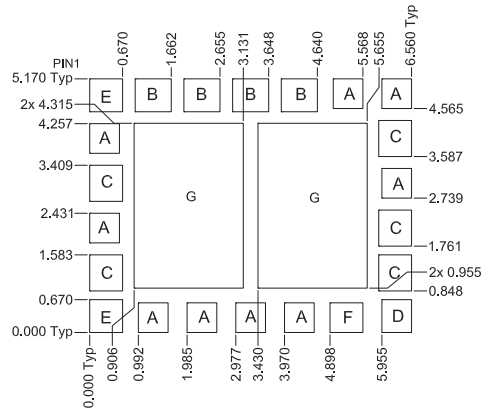 0.670
1.662
2.655
3.131
3.648
4.640
5.568
5.655
6.560 Typ
PIN1
5.170 Typ
E
B
B
B
B
A
A
2x 4.315
4.565
4.257
A
C
3.409
3.587
C
G
G
A
2.739
2.431
A
C
1.761
1.583
C
C
2x 0.955
0.848
0.670
E
A
A
A
A
F
D
0.000 Typ
0.000 Typ
0.906
0.992
1.985
2.977
3.430
3.970
4.898
5.955